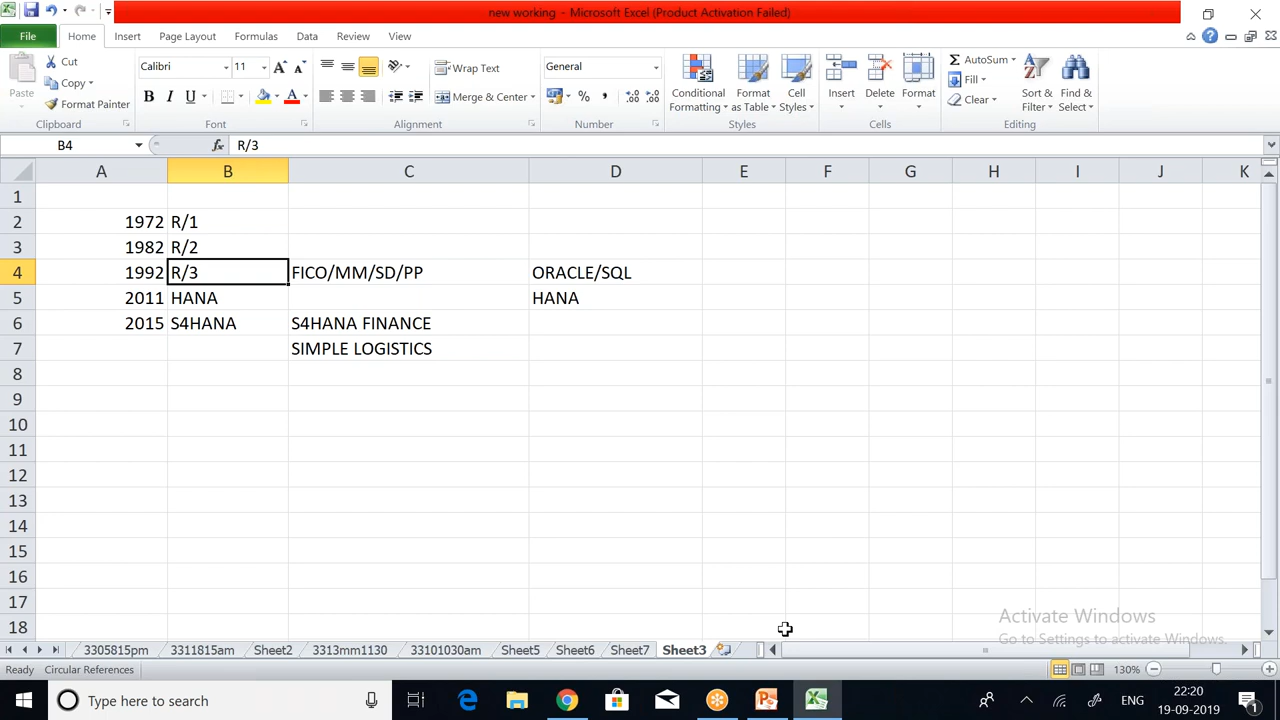 new working - Microsoft Excel (Product Activation Failed)
File Home Insert Page Layout Formulas Data Review View
Paste
Cut
Copy
Format Painter
Clipboard
Calibri 11
B I U
Font
Wrap Text
Merge & Center
Alignment
General
Number
Conditional Formatting
Format as Table
Cell Styles
Styles
Insert
Delete
Format
Cells
AutoSum
Fill
Clear
Sort & Filter
Find & Select
Editing
B4 fx R/3
A B C D E F G H I J K
1
2 1972 R/1
3 1982 R/2
4 1992 R/3 FICO/MM/SD/PP ORACLE/SQL
5 2011 HANA HANA
6 2015 S4HANA S4HANA FINANCE
7 SIMPLE LOGISTICS
8
9
10
11
12
13
14
15
16
17
18
Activate Windows
Go to Settings to activate Windows.
3305815pm 3311815am Sheet2 3313mm1130 33101030am Sheet5 Sheet6 Sheet7 Sheet3
Ready Circular References 130%
Type here to search
ENG
22:20
19-09-2019
1